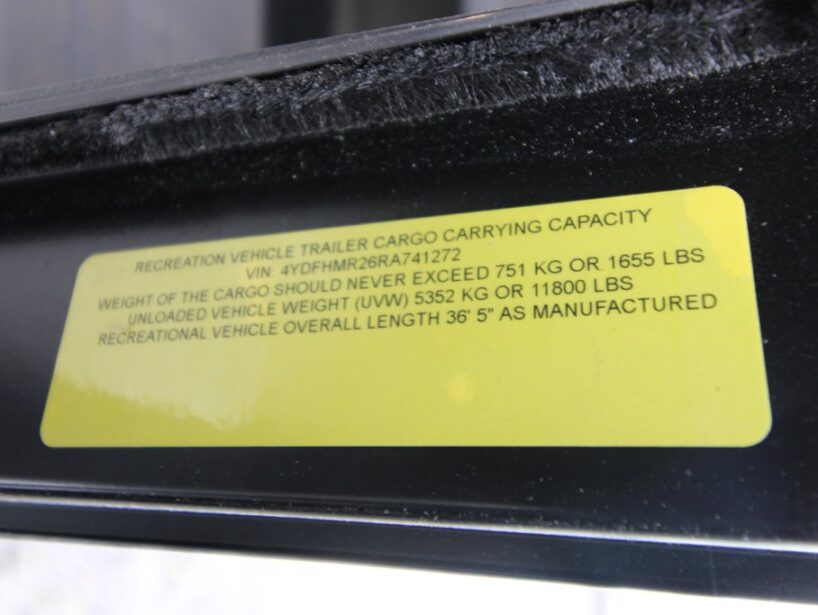 RECREATION VEHICLE TRAILER CARGO CARRYING CAPACITY
VIN: 4YDFHMR26RA741272
WEIGHT OF THE CARGO SHOULD NEVER EXCEED 751 KG OR 1655 LBS
UNLOADED VEHICLE WEIGHT (UVW) 5352 KG OR 11800 LBS
RECREATIONAL VEHICLE OVERALL LENGTH 36' 5" AS MANUFACTURED